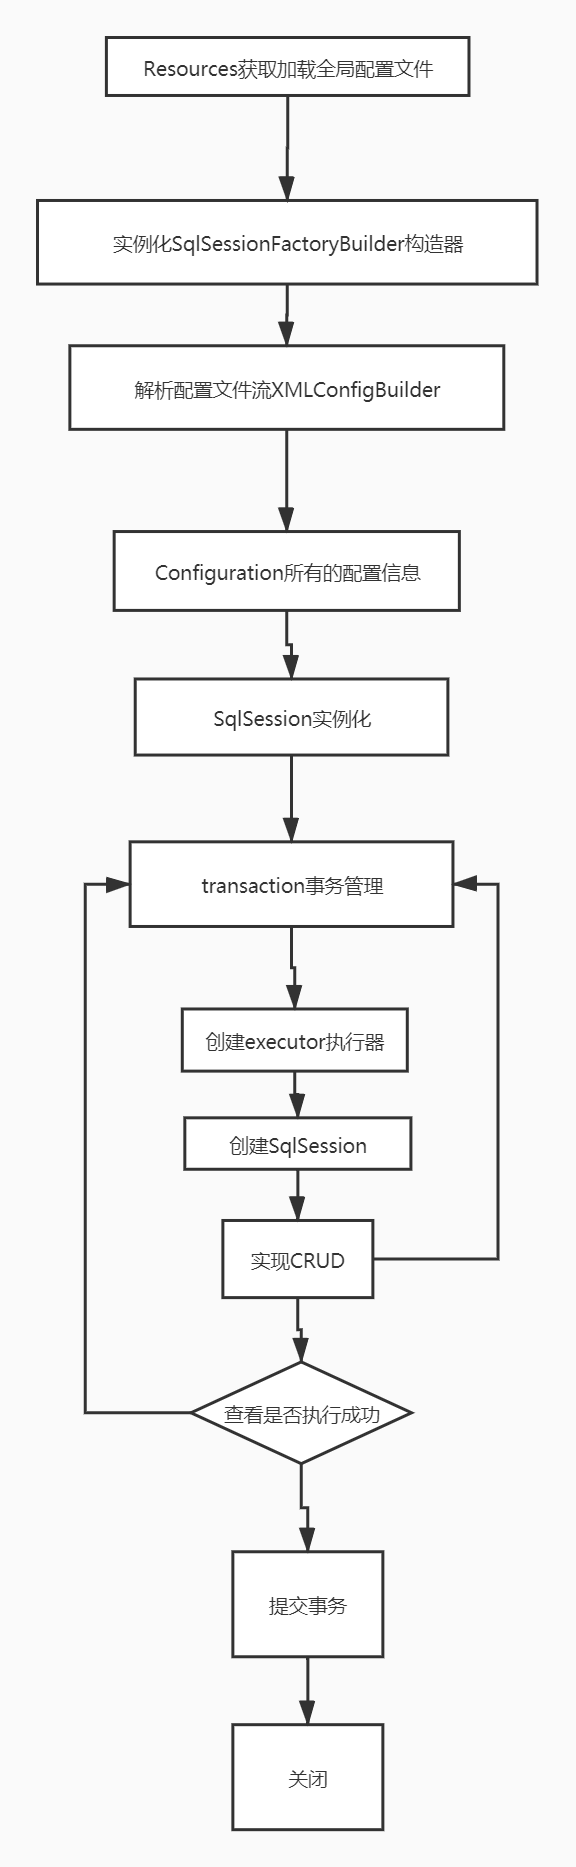 Resources获取加载全局配置文件
实例化SqlSessionFactoryBuilder构造器
解析配置文件流XMLConfigBuilder
Configuration所有的配置信息
SqlSession实例化
transaction事务管理
创建executor执行器
创建SqlSession
实现CRUD
查看是否执行成功
提交事务
关闭